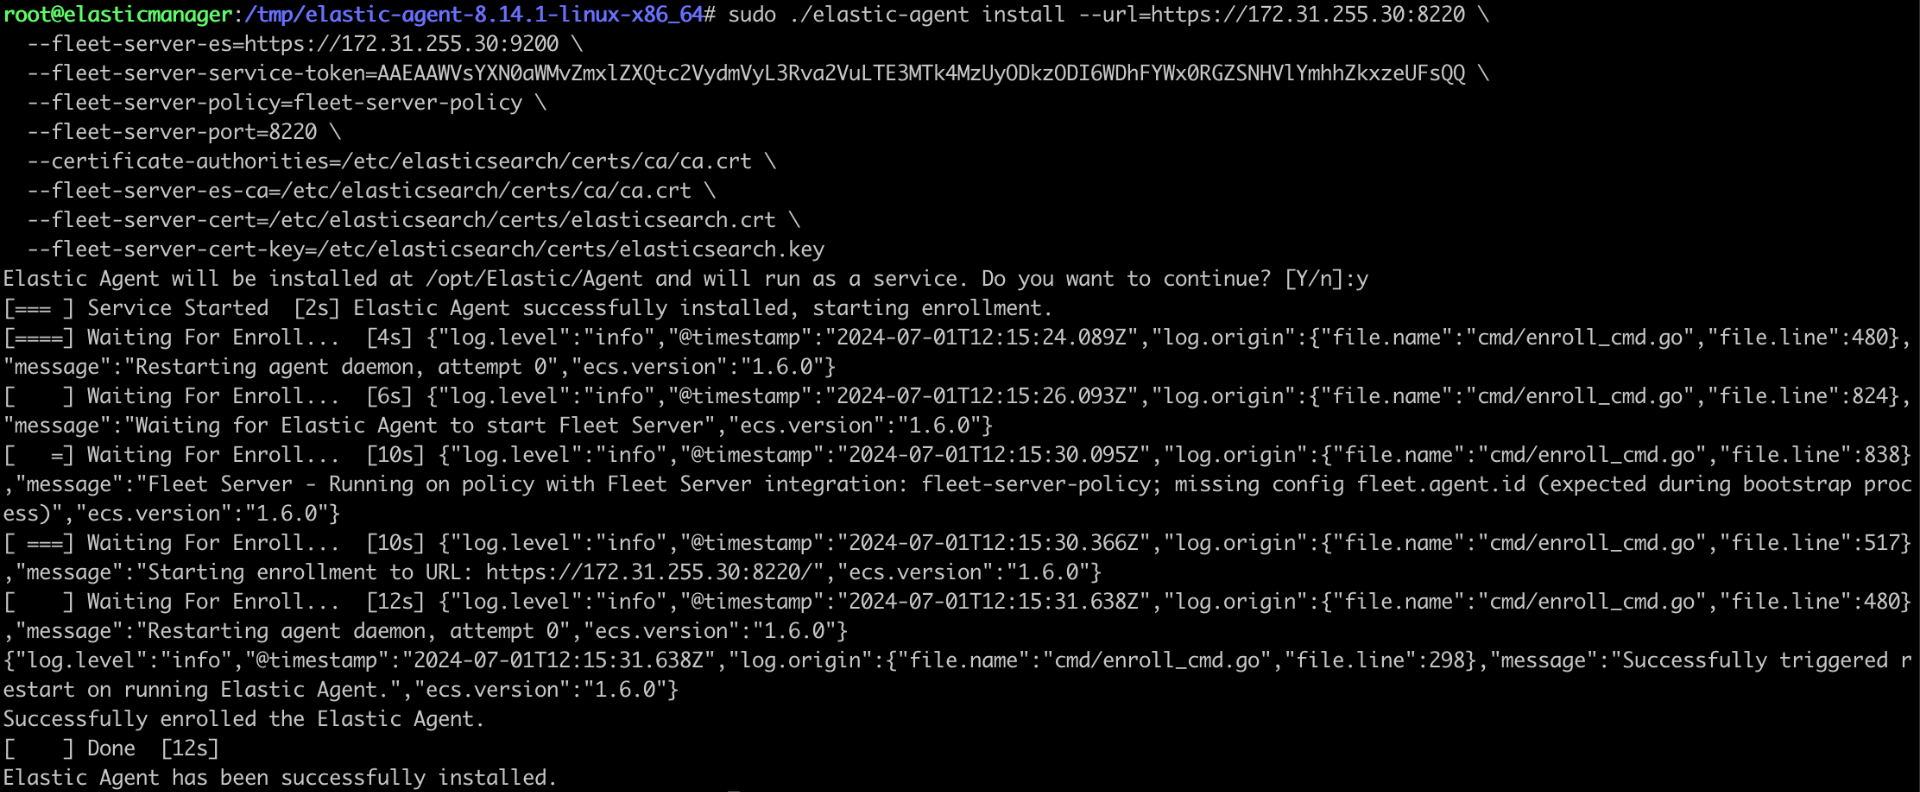 root@elasticmanager:/tmp/elastic-agent-8.14.1-linux-x86_64# sudo ./elastic-agent install --url=https://172.31.255.30:8220 \
  --fleet-server-es=https://172.31.255.30:9200 \
  --fleet-server-service-token=AAEAAWVsYXN0aWMvZmxlZXQtc2VydmVyL3Rva2VuLTE3MTk4MzUyODkzODI6WDhFYWx0RGZSNHVlYmhhZkxzeUFsQQ \
  --fleet-server-policy=fleet-server-policy \
  --fleet-server-port=8220 \
  --certificate-authorities=/etc/elasticsearch/certs/ca/ca.crt \
  --fleet-server-es-ca=/etc/elasticsearch/certs/ca/ca.crt \
  --fleet-server-cert=/etc/elasticsearch/certs/elasticsearch.crt \
  --fleet-server-cert-key=/etc/elasticsearch/certs/elasticsearch.key
Elastic Agent will be installed at /opt/Elastic/Agent and will run as a service. Do you want to continue? [Y/n]:y
[=== ] Service Started  [2s] Elastic Agent successfully installed, starting enrollment.
[====] Waiting For Enroll...  [4s] {"log.level":"info","@timestamp":"2024-07-01T12:15:24.089Z","log.origin":{"file.name":"cmd/enroll_cmd.go","file.line":480},
"message":"Restarting agent daemon, attempt 0","ecs.version":"1.6.0"}
[    ] Waiting For Enroll...  [6s] {"log.level":"info","@timestamp":"2024-07-01T12:15:26.093Z","log.origin":{"file.name":"cmd/enroll_cmd.go","file.line":824},
"message":"Waiting for Elastic Agent to start Fleet Server","ecs.version":"1.6.0"}
[   =] Waiting For Enroll...  [10s] {"log.level":"info","@timestamp":"2024-07-01T12:15:30.095Z","log.origin":{"file.name":"cmd/enroll_cmd.go","file.line":838}
,"message":"Fleet Server - Running on policy with Fleet Server integration: fleet-server-policy; missing config fleet.agent.id (expected during bootstrap proc
ess)","ecs.version":"1.6.0"}
[ ===] Waiting For Enroll...  [10s] {"log.level":"info","@timestamp":"2024-07-01T12:15:30.366Z","log.origin":{"file.name":"cmd/enroll_cmd.go","file.line":517}
,"message":"Starting enrollment to URL: https://172.31.255.30:8220/","ecs.version":"1.6.0"}
[    ] Waiting For Enroll...  [12s] {"log.level":"info","@timestamp":"2024-07-01T12:15:31.638Z","log.origin":{"file.name":"cmd/enroll_cmd.go","file.line":480}
,"message":"Restarting agent daemon, attempt 0","ecs.version":"1.6.0"}
{"log.level":"info","@timestamp":"2024-07-01T12:15:31.638Z","log.origin":{"file.name":"cmd/enroll_cmd.go","file.line":298},"message":"Successfully triggered r
estart on running Elastic Agent.","ecs.version":"1.6.0"}
Successfully enrolled the Elastic Agent.
[    ] Done  [12s]
Elastic Agent has been successfully installed.